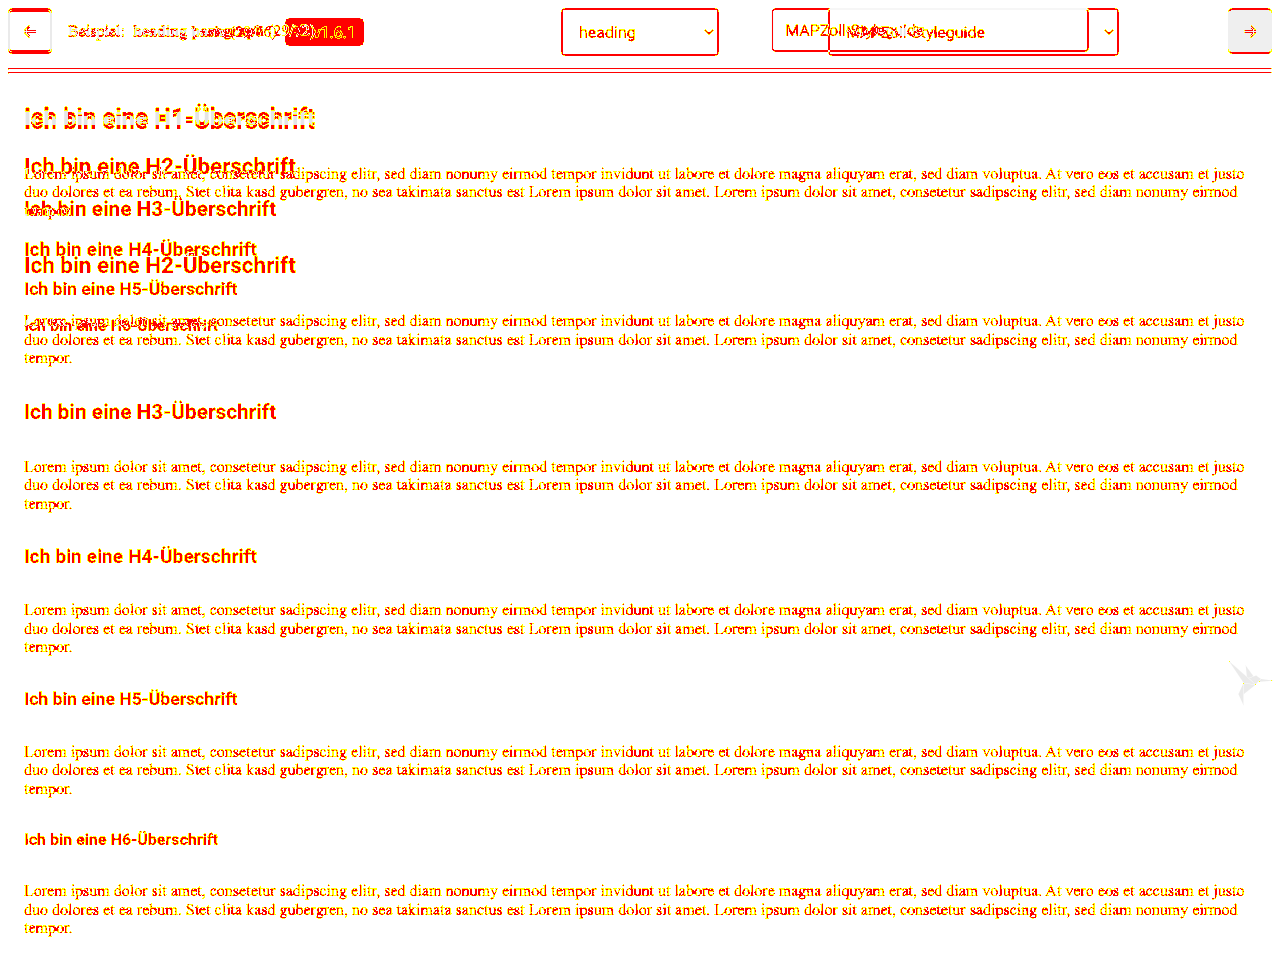 ⇐ Beispiel: heading v1.6.1 heading MAPZoll-Styleguide ⇒
Ich bin eine H1-Überschrift
Ich bin eine H2-Überschrift
Lorem ipsum dolor sit amet, consetetur sadipscing elitr, sed diam nonumy eirmod tempor invidunt ut labore et dolore magna aliquyam erat, sed diam voluptua. At vero eos et accusam et justo
duo dolores et ea rebum. Stet clita kasd gubergren, no sea takimata sanctus est Lorem ipsum dolor sit amet. Lorem ipsum dolor sit amet, consetetur sadipscing elitr, sed diam nonumy eirmod
tempor.
Ich bin eine H3-Überschrift
Ich bin eine H4-Überschrift
Ich bin eine H2-Überschrift
Ich bin eine H5-Überschrift
Lorem ipsum dolor sit amet, consetetur sadipscing elitr, sed diam nonumy eirmod tempor invidunt ut labore et dolore magna aliquyam erat, sed diam voluptua. At vero eos et accusam et justo
Ich bin eine H6-Überschrift
duo dolores et ea rebum. Stet clita kasd gubergren, no sea takimata sanctus est Lorem ipsum dolor sit amet. Lorem ipsum dolor sit amet, consetetur sadipscing elitr, sed diam nonumy eirmod
tempor.
Ich bin eine H3-Überschrift
Lorem ipsum dolor sit amet, consetetur sadipscing elitr, sed diam nonumy eirmod tempor invidunt ut labore et dolore magna aliquyam erat, sed diam voluptua. At vero eos et accusam et justo
duo dolores et ea rebum. Stet clita kasd gubergren, no sea takimata sanctus est Lorem ipsum dolor sit amet. Lorem ipsum dolor sit amet, consetetur sadipscing elitr, sed diam nonumy eirmod
tempor.
Ich bin eine H4-Überschrift
Lorem ipsum dolor sit amet, consetetur sadipscing elitr, sed diam nonumy eirmod tempor invidunt ut labore et dolore magna aliquyam erat, sed diam voluptua. At vero eos et accusam et justo
duo dolores et ea rebum. Stet clita kasd gubergren, no sea takimata sanctus est Lorem ipsum dolor sit amet. Lorem ipsum dolor sit amet, consetetur sadipscing elitr, sed diam nonumy eirmod
tempor.
Ich bin eine H5-Überschrift
Lorem ipsum dolor sit amet, consetetur sadipscing elitr, sed diam nonumy eirmod tempor invidunt ut labore et dolore magna aliquyam erat, sed diam voluptua. At vero eos et accusam et justo
duo dolores et ea rebum. Stet clita kasd gubergren, no sea takimata sanctus est Lorem ipsum dolor sit amet. Lorem ipsum dolor sit amet, consetetur sadipscing elitr, sed diam nonumy eirmod
tempor.
Ich bin eine H6-Überschrift
Lorem ipsum dolor sit amet, consetetur sadipscing elitr, sed diam nonumy eirmod tempor invidunt ut labore et dolore magna aliquyam erat, sed diam voluptua. At vero eos et accusam et justo
duo dolores et ea rebum. Stet clita kasd gubergren, no sea takimata sanctus est Lorem ipsum dolor sit amet. Lorem ipsum dolor sit amet, consetetur sadipscing elitr, sed diam nonumy eirmod
tempor.